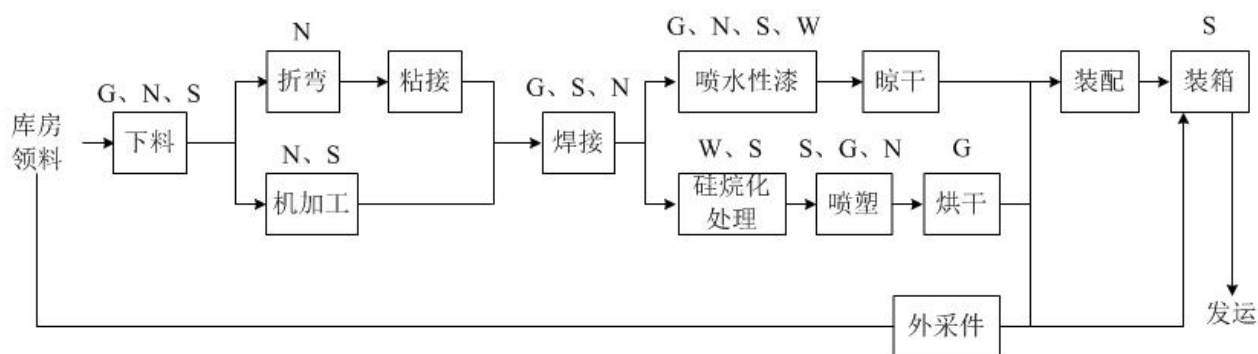 G、N、S、W
S
N
折弯
粘接
喷水性漆
晾干
装配
装箱
G、N、S
G、S、N
库房
领料
下料
焊接
N、S
机加工
W、S
S、G、N
G
硅烷化
处理
喷塑
烘干
外采件
发运